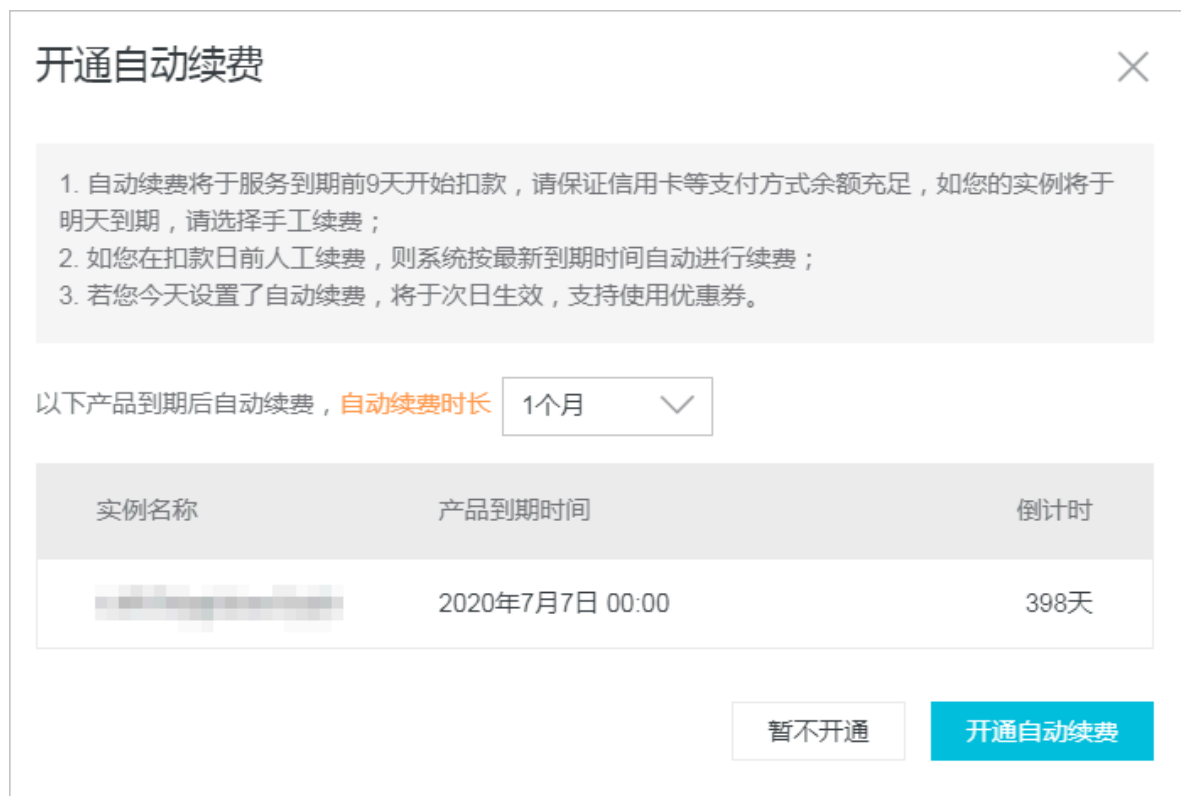 开通自动续费
1. 自动续费将于服务到期前9天开始扣款，请保证信用卡等支付方式余额充足，如您的实例将于
明天到期，请选择手工续费；
2. 如您在扣款日前人工续费，则系统按最新到期时间自动进行续费；
3. 若您今天设置了自动续费，将于次日生效，支持使用优惠券。
以下产品到期后自动续费，自动续费时长 1个月
实例名称 产品到期时间 倒计时
2020年7月7日 00:00 398天
暂不开通 开通自动续费